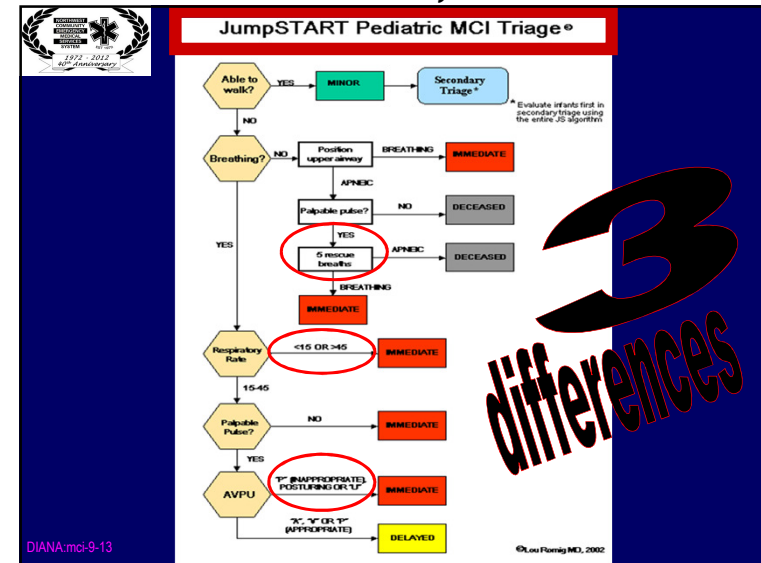 NORTHWEST
COMMUNITY
EMERGENCY
MEDICAL
SERVICES
SYSTEM
EST 1972
1972 - 2012
40th Anniversary
JumpSTART Pediatric MCI Triage©
Able to
walk?
YES
MINOR
Secondary
Triage*
* Evaluate infants first in
secondary triage using
the entire JS algorithm
NO
Breathing?
NO
Position
upper airway
BREATHING
IMMEDIATE
APNEIC
Palpable pulse?
NO
DECEASED
YES
YES
5 rescue
breaths
APNEIC
DECEASED
BREATHING
IMMEDIATE
Respiratory
Rate
<15 OR >45
IMMEDIATE
15-45
Palpable
Pulse?
NO
IMMEDIATE
YES
AVPU
"P" (INAPPROPRIATE),
POSTURING OR "U"
IMMEDIATE
"A", "V" OR "P"
(APPROPRIATE)
DELAYED
©Lou Romig MD, 2002
3
differences
DIANA:mci-9-13